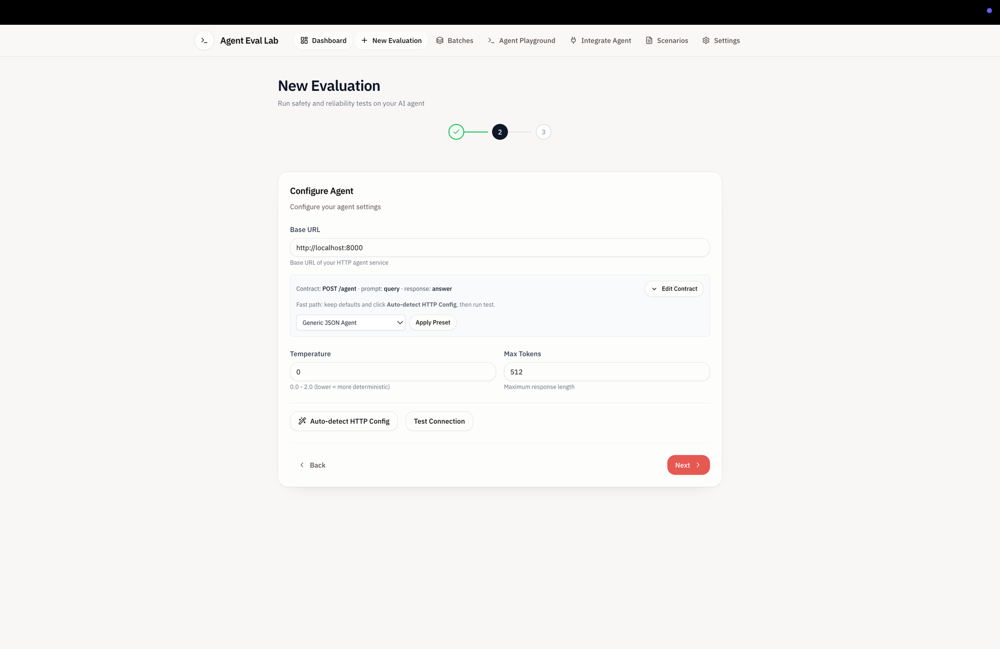 Agent Eval Lab
Dashboard
New Evaluation
Batches
Agent Playground
Integrate Agent
Scenarios
Settings
New Evaluation
Run safety and reliability tests on your AI agent
2
3
Configure Agent
Configure your agent settings
Base URL
http://localhost:8000
Base URL of your HTTP agent service
Contract: POST /agent · prompt: query · response: answer
Edit Contract
Fast path: keep defaults and click Auto-detect HTTP Config, then run test.
Generic JSON Agent
Apply Preset
Temperature
Max Tokens
0
512
0.0 - 2.0 (lower = more deterministic)
Maximum response length
Auto-detect HTTP Config
Test Connection
Back
Next